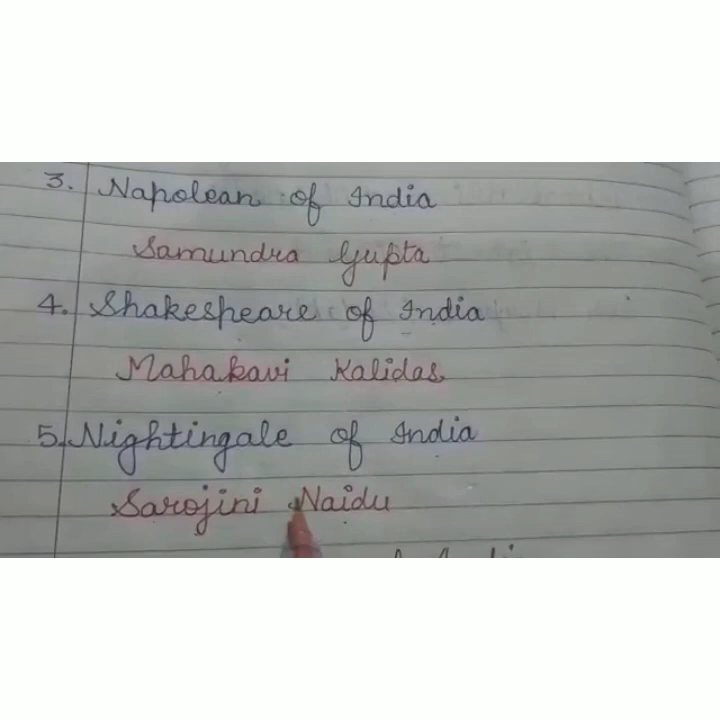 3. Napolean of India
Samundra Gupta
4. Shakespeare of India
Mahakavi Kalidas
5. Nightingale of India
Sarojini Naidu